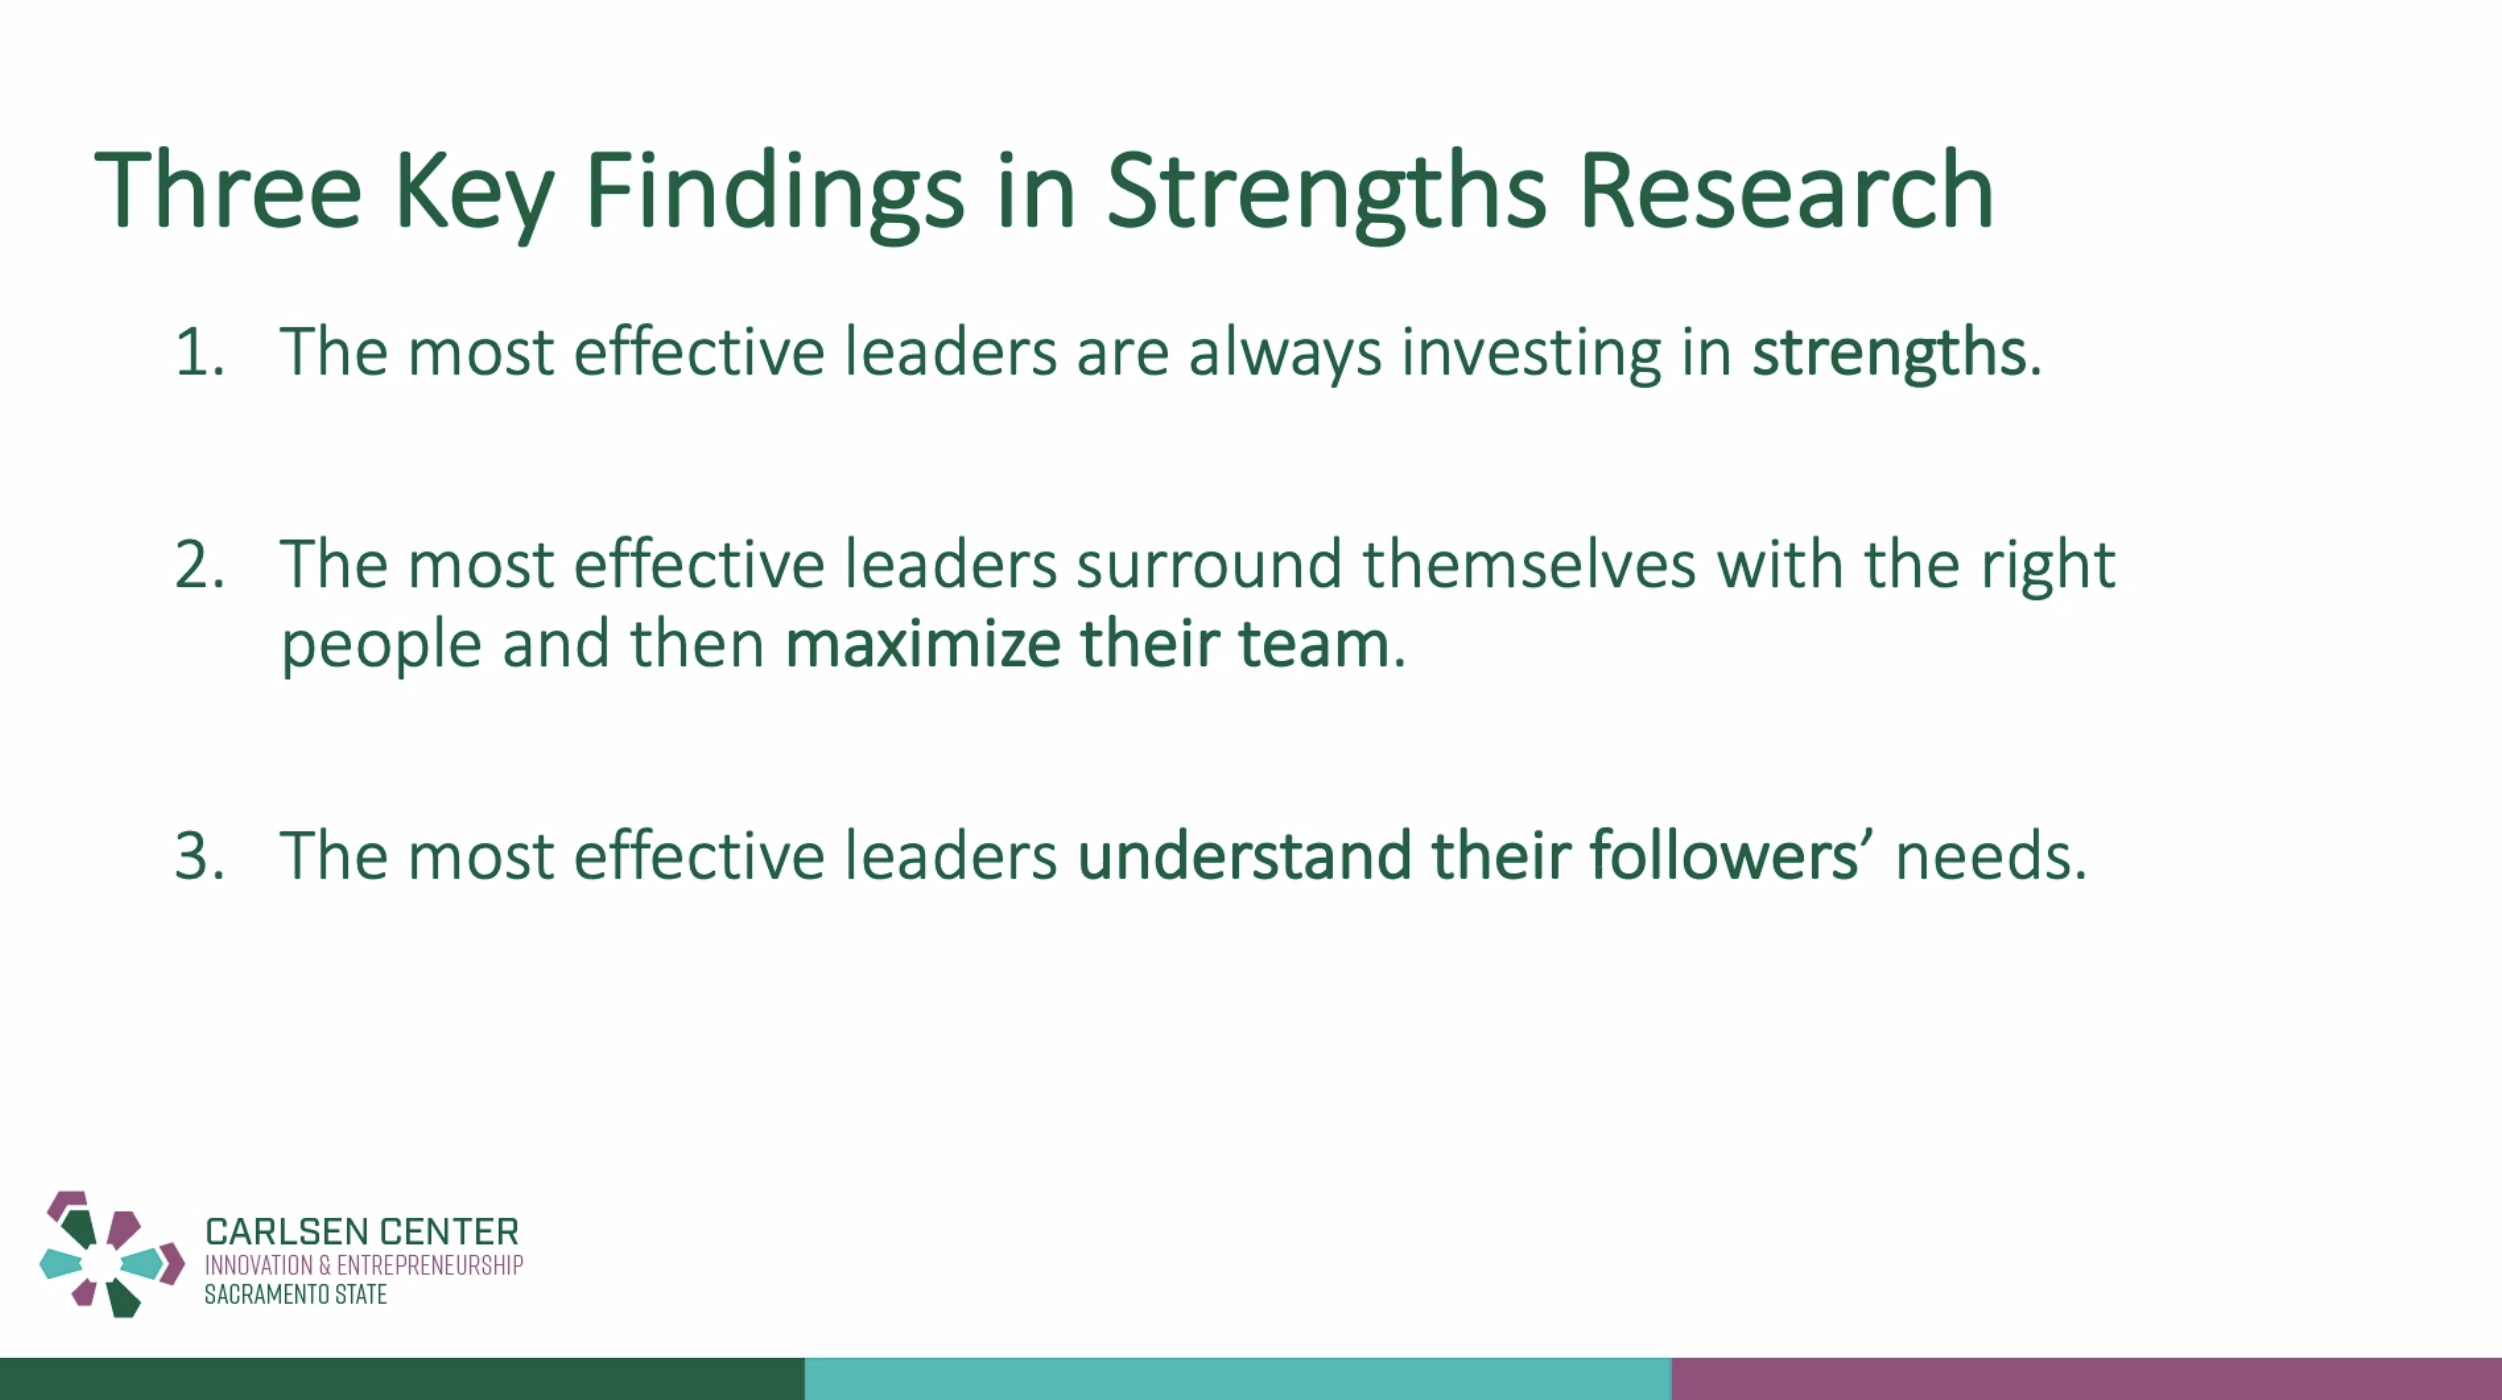 Three Key Findings in Strengths Research
1. The most effective leaders are always investing in strengths.
2. The most effective leaders surround themselves with the right
people and then maximize their team.
3. The most effective leaders understand their followers’ needs.
CARLSEN CENTER
INNOVATION & ENTREPRENEURSHIP
SACRAMENTO STATE